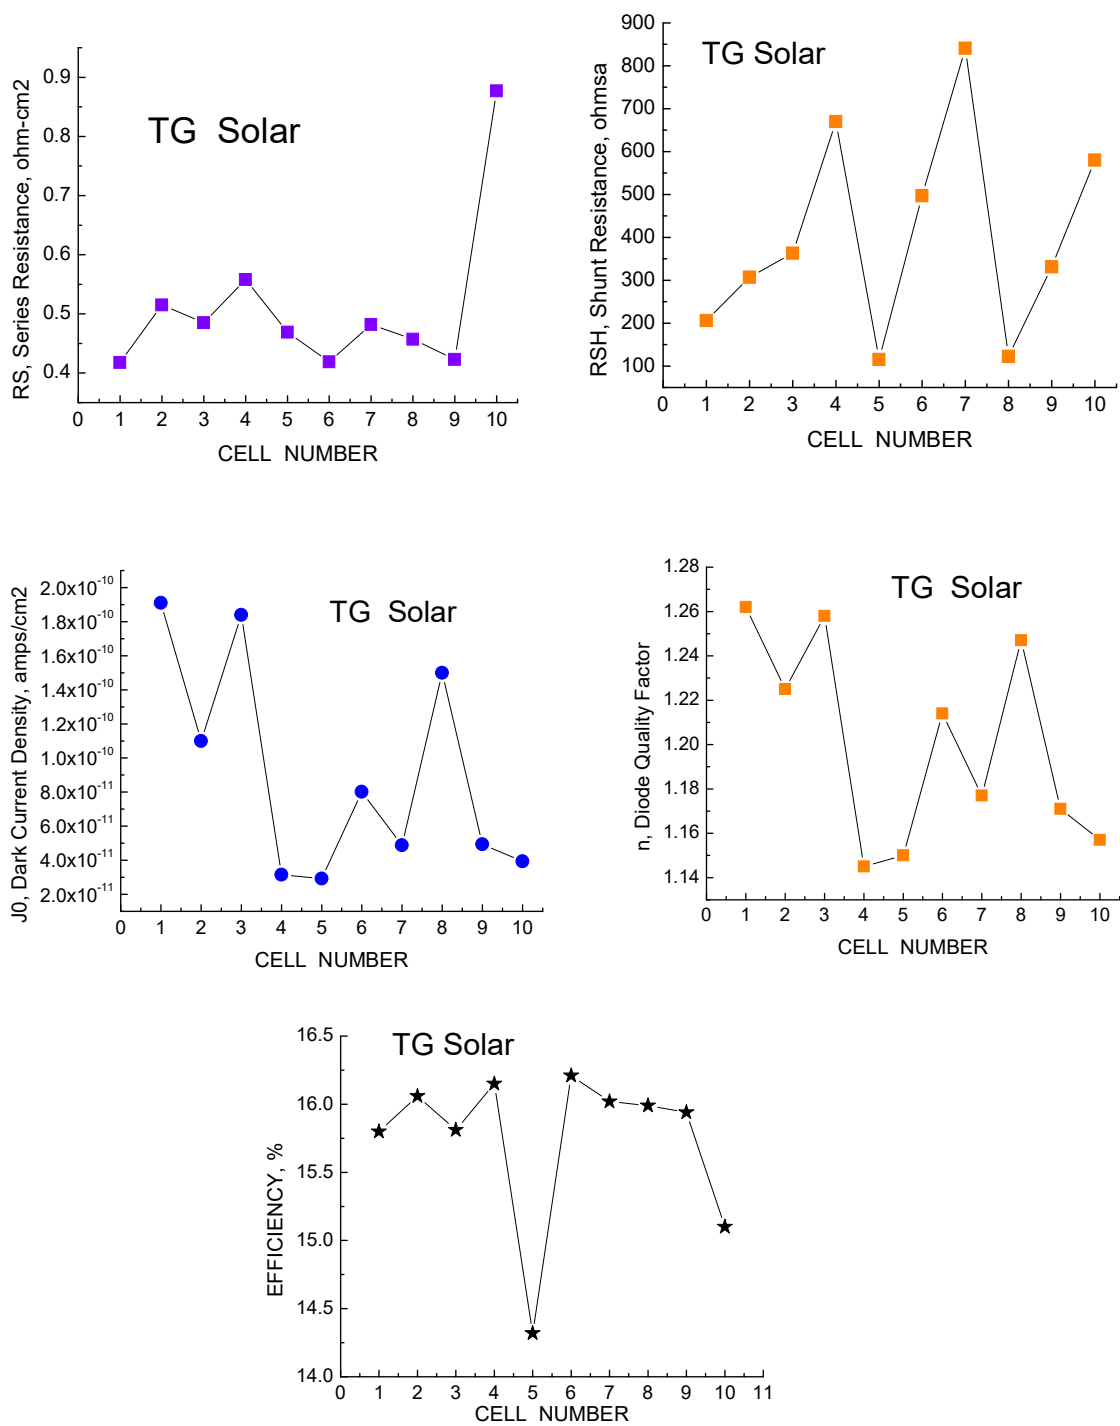 TG  Solar
RS, Series Resistance, ohm-cm2
0.9
0.8
0.7
0.6
0.5
0.4
0 1 2 3 4 5 6 7 8 9 10
CELL  NUMBER
TG Solar
RSH, Shunt Resistance, ohmsa
900
800
700
600
500
400
300
200
100
0 1 2 3 4 5 6 7 8 9 10
CELL  NUMBER
TG  Solar
J0, Dark Current Density, amps/cm2
2.0x10⁻¹⁰
1.8x10⁻¹⁰
1.6x10⁻¹⁰
1.4x10⁻¹⁰
1.2x10⁻¹⁰
1.0x10⁻¹⁰
8.0x10⁻¹¹
6.0x10⁻¹¹
4.0x10⁻¹¹
2.0x10⁻¹¹
0 1 2 3 4 5 6 7 8 9 10
CELL  NUMBER
TG  Solar
n, Diode Quality Factor
1.28
1.26
1.24
1.22
1.20
1.18
1.16
1.14
0 1 2 3 4 5 6 7 8 9 10
CELL  NUMBER
TG Solar
EFFICIENCY, %
16.5
16.0
15.5
15.0
14.5
14.0
0 1 2 3 4 5 6 7 8 9 10 11
CELL  NUMBER